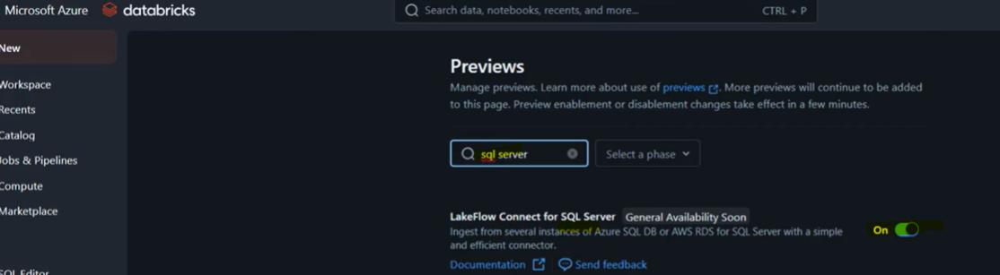 Microsoft Azure databricks Search data, notebooks, recents, and more... CTRL + P
New
Workspace
Recents
Catalog
Jobs & Pipelines
Compute
Marketplace
SQL Editor
Previews
Manage previews. Learn more about use of previews. More previews will continue to be added
to this page. Preview enablement or disablement changes take effect in a few minutes.
sql server Select a phase
LakeFlow Connect for SQL Server General Availability Soon
Ingest from several instances of Azure SQL DB or AWS RDS for SQL Server with a simple
and efficient connector.
On
Documentation Send feedback